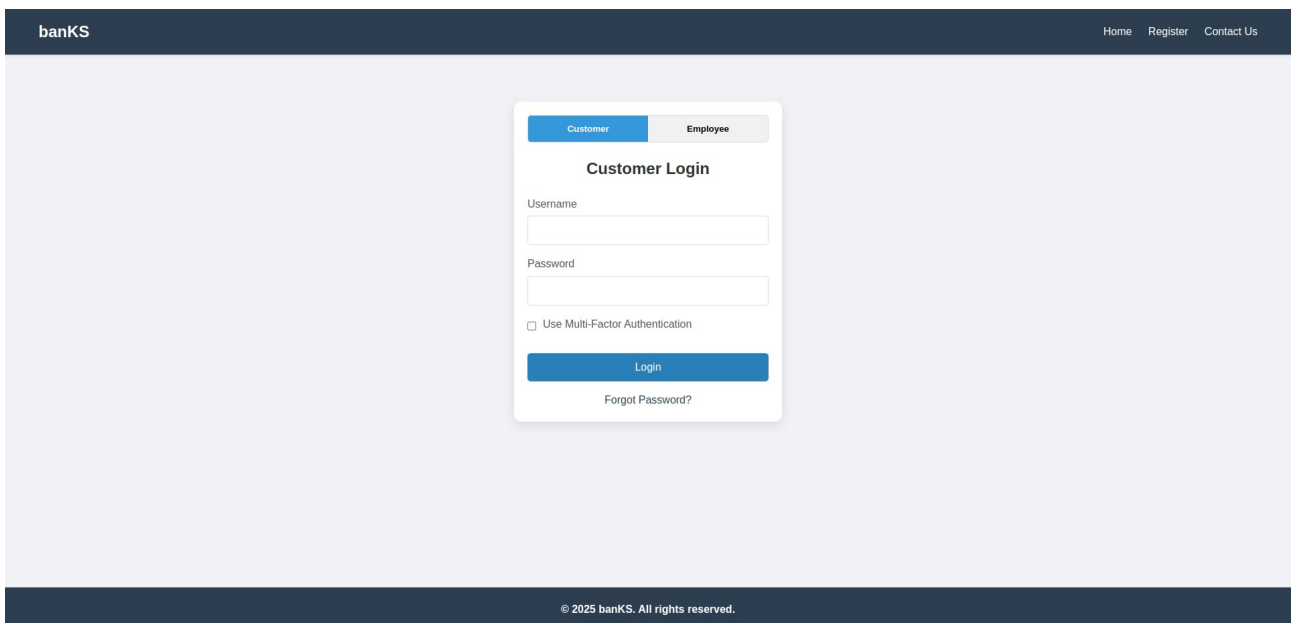 banKS
Home Register Contact Us
Customer Employee
Customer Login
Username
Password
Use Multi-Factor Authentication
Login
Forgot Password?
© 2025 banKS. All rights reserved.